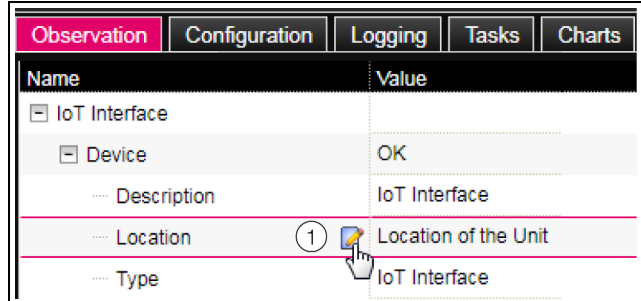 Observation Configuration Logging Tasks Charts
Name Value
IoT Interface
Device OK
Description IoT Interface
Location 1 Location of the Unit
Type IoT Interface